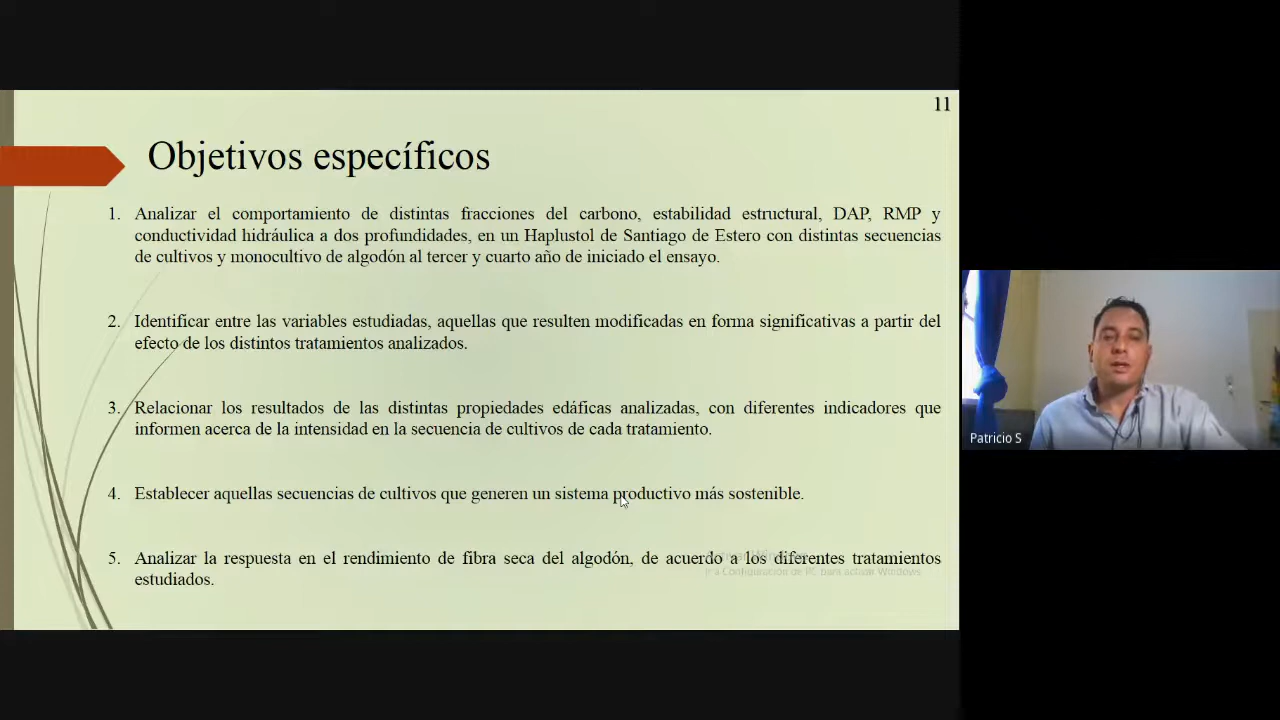 11
Objetivos específicos
1. Analizar el comportamiento de distintas fracciones del carbono, estabilidad estructural, DAP, RMP y
conductividad hidráulica a dos profundidades, en un Haplustol de Santiago de Estero con distintas secuencias
de cultivos y monocultivo de algodón al tercer y cuarto año de iniciado el ensayo.
2. Identificar entre las variables estudiadas, aquellas que resulten modificadas en forma significativas a partir del
efecto de los distintos tratamientos analizados.
3. Relacionar los resultados de las distintas propiedades edáficas analizadas, con diferentes indicadores que
informen acerca de la intensidad en la secuencia de cultivos de cada tratamiento.
Patricio S
4. Establecer aquellas secuencias de cultivos que generen un sistema productivo más sostenible.
5. Analizar la respuesta en el rendimiento de fibra seca del algodón, de acuerdo a los diferentes tratamientos
estudiados.
Configuración de PC para activar Windows